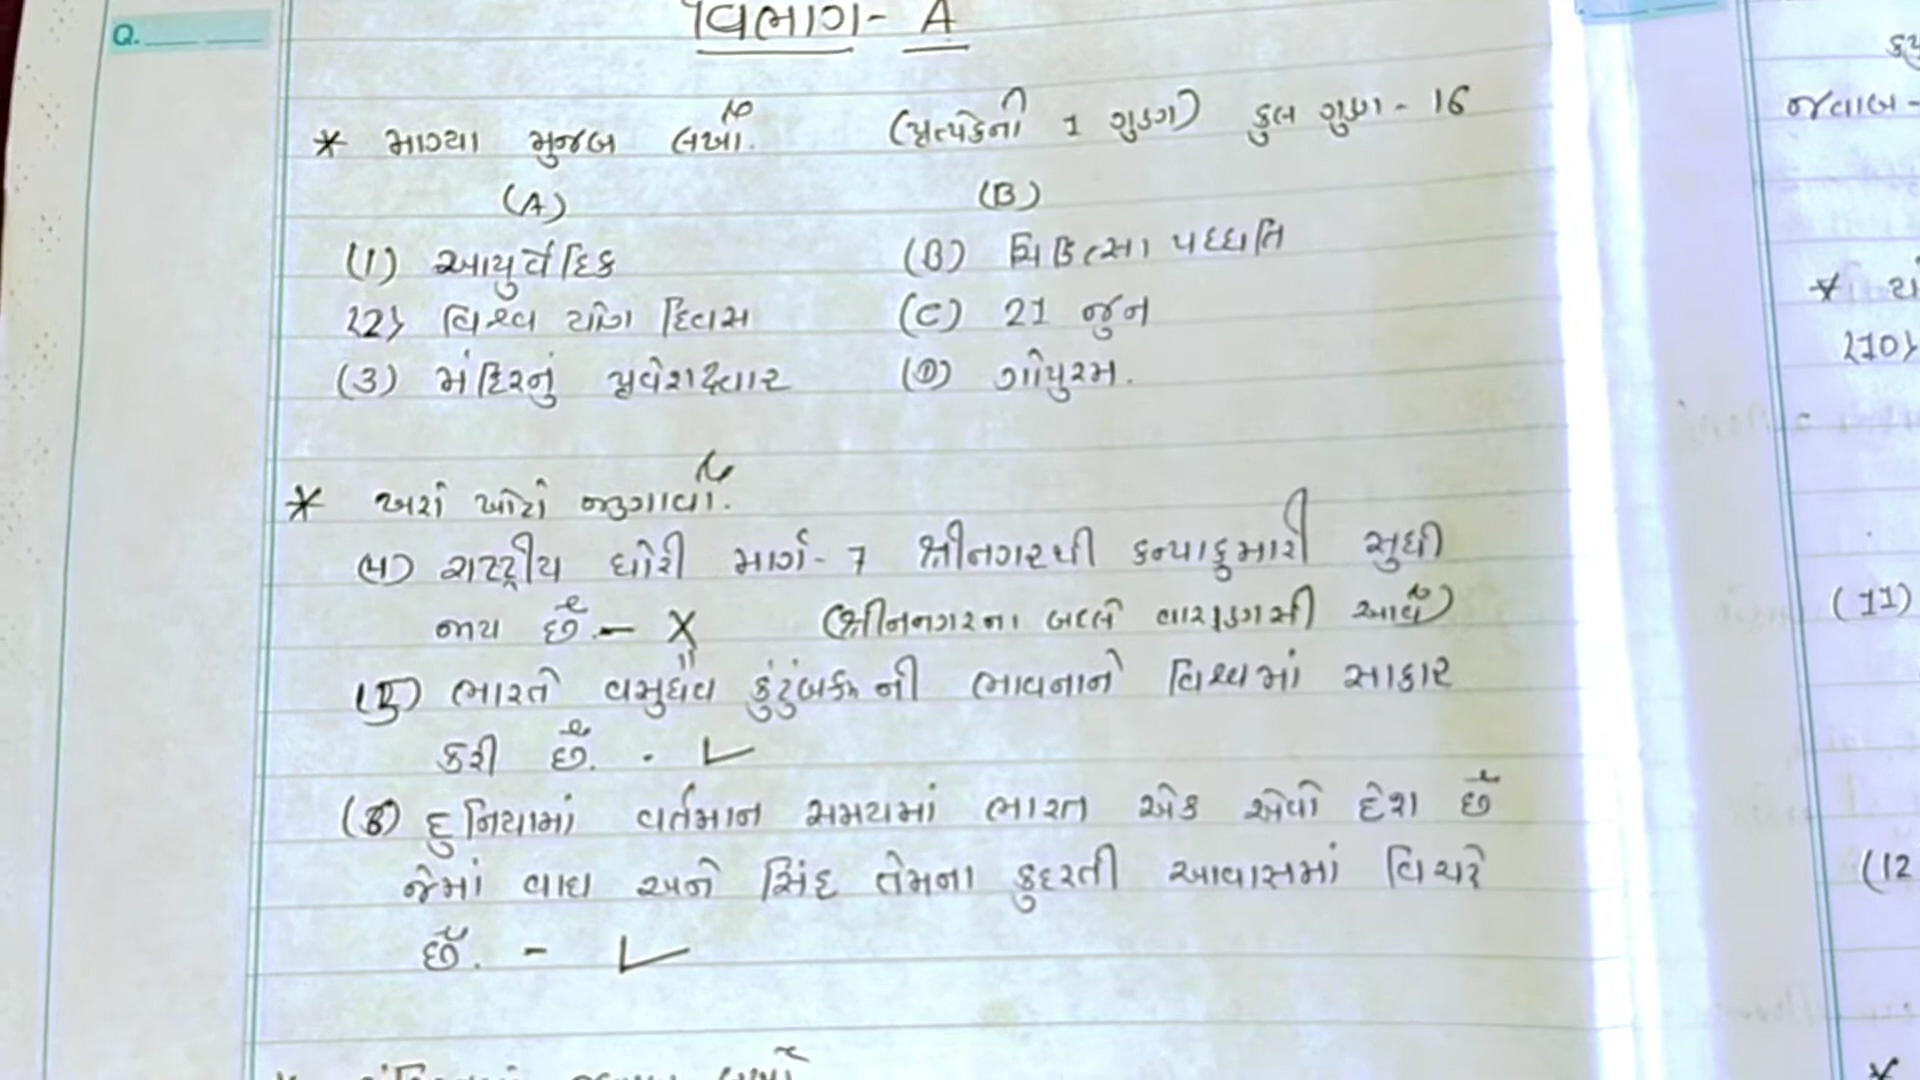 Q.
વિભાગ - A
* માગ્યા મુજબ લખો. (પ્રત્યેકનો 1 ગુણ) કુલ ગુણ - 16
(A) (B)
(1) આયુર્વેદિક (B) ચિકિત્સા પધ્ધતિ
(2) વિશ્વ યોગ દિવસ (C) 21 જુન
(3) મંદિરનું પ્રવેશદ્વાર (D) ગોપુરમ.
* ખરાં ખોટાં જણાવો.
(4) રાષ્ટ્રીય ધોરી માર્ગ - 7 શ્રીનગરથી કન્યાકુમારી સુધી
જાય છે. - X (શ્રીનગરના બદલે વારાણસી આવે)
(5) ભારતે વસુધૈવ કુંટુંબકમ ની ભાવનાને વિશ્વમાં સાકાર
કરી છે. - ✓
(6) દુનિયામાં વર્તમાન સમયમાં ભારત એક એવો દેશ છે
જેમાં વાઘ અને સિંહ તેમના કુદરતી આવાસમાં વિચરે
છે. - ✓
જવાબ -
*
(10)
(11)
(12